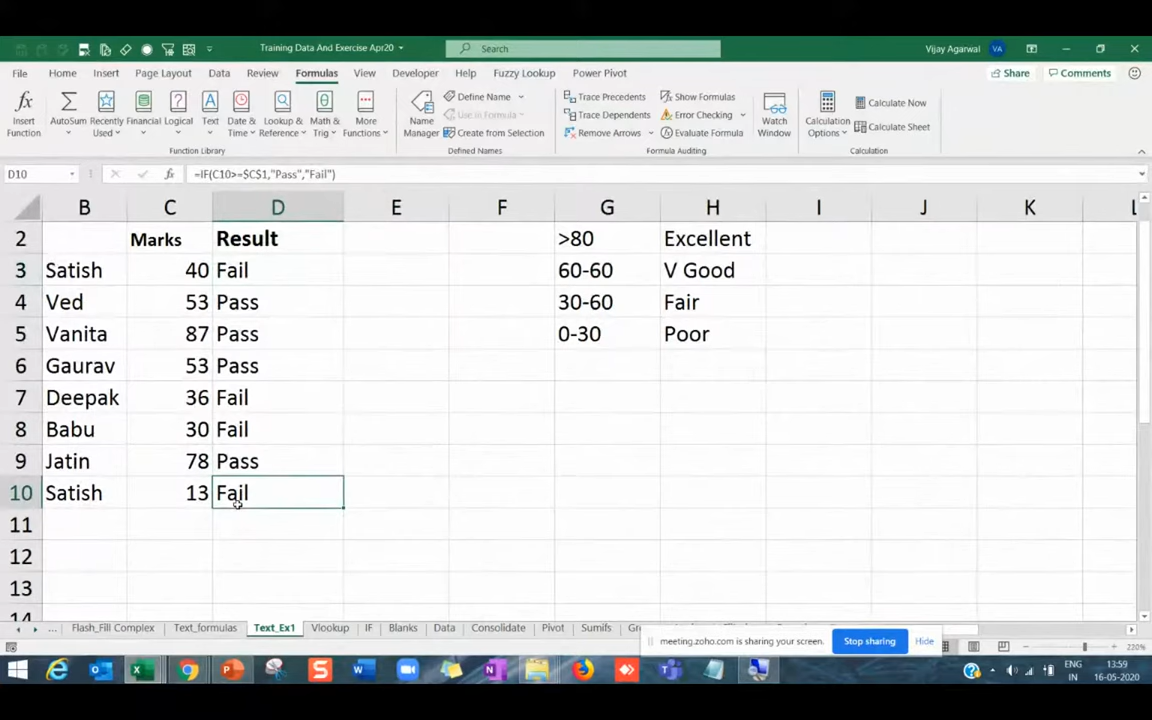 Training Data And Exercise Apr20
Search
Vijay Agarwal VA
File Home Insert Page Layout Data Review Formulas View Developer Help Fuzzy Lookup Power Pivot Share Comments
fx Insert Function
Σ AutoSum
Recently Used
Financial
Logical
Text
Date & Time
Lookup & Reference
Math & Trig
More Functions
Function Library
Name Manager
Define Name
Use in Formula
Create from Selection
Defined Names
Trace Precedents
Trace Dependents
Remove Arrows
Show Formulas
Error Checking
Evaluate Formula
Formula Auditing
Watch Window
Calculation Options
Calculate Now
Calculate Sheet
Calculation
D10 fx =IF(C10>=$C$1,"Pass","Fail")
B C D E F G H I J K L
2 Marks Result >80 Excellent
3 Satish 40 Fail 60-60 V Good
4 Ved 53 Pass 30-60 Fair
5 Vanita 87 Pass 0-30 Poor
6 Gaurav 53 Pass
7 Deepak 36 Fail
8 Babu 30 Fail
9 Jatin 78 Pass
10 Satish 13 Fail
11
12
13
14
... Flash_Fill Complex Text_formulas Text_Ex1 Vlookup IF Blanks Data Consolidate Pivot Sumifs
meeting.zoho.com is sharing your screen. Stop sharing Hide
220%
ENG IN
13:59
16-05-2020